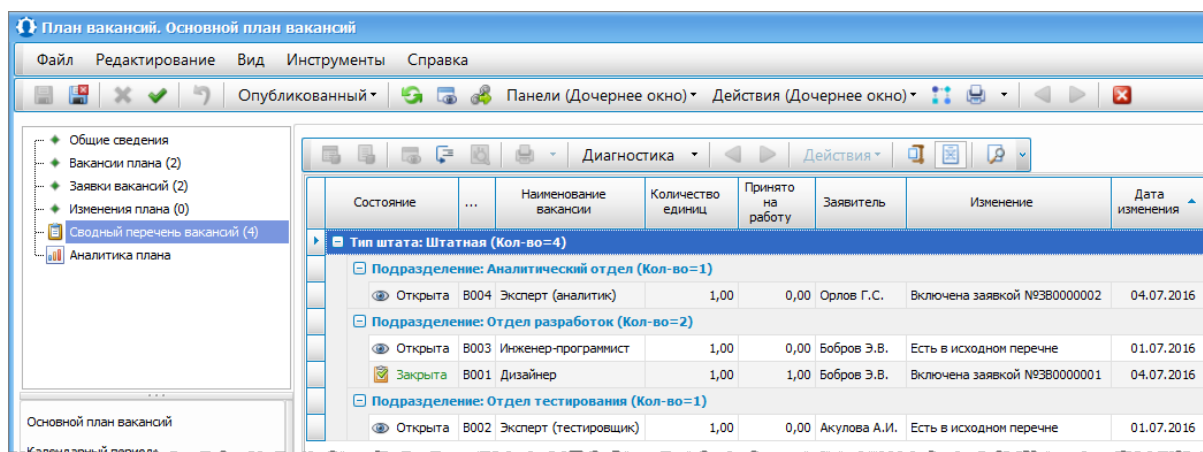 План вакансий. Основной план вакансий
Файл Редактирование Вид Инструменты Справка
Опубликованный Панели (Дочернее окно) Действия (Дочернее окно)
Общие сведения
Вакансии плана (2)
Заявки вакансий (2)
Изменения плана (0)
Сводный перечень вакансий (4)
Аналитика плана
Основной план вакансий
Диагностика Действия
Состояние ... Наименование вакансии Количество единиц Принято на работу Заявитель Изменение Дата изменения
Тип штата: Штатная (Кол-во=4)
Подразделение: Аналитический отдел (Кол-во=1)
Открыта В004 Эксперт (аналитик) 1,00 0,00 Орлов Г.С. Включена заявкой №ЗВ0000002 04.07.2016
Подразделение: Отдел разработок (Кол-во=2)
Открыта В003 Инженер-программист 1,00 0,00 Бобров Э.В. Есть в исходном перечне 01.07.2016
Закрыта В001 Дизайнер 1,00 1,00 Бобров Э.В. Включена заявкой №ЗВ0000001 04.07.2016
Подразделение: Отдел тестирования (Кол-во=1)
Открыта В002 Эксперт (тестировщик) 1,00 0,00 Акулова А.И. Есть в исходном перечне 01.07.2016